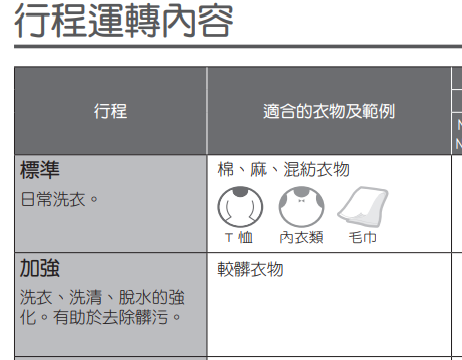 行程運轉內容
行程
適合的衣物及範例
標準
日常洗衣。
棉、麻、混紡衣物
T 恤
內衣類
毛巾
加強
洗衣、洗清、脫水的強
化。有助於去除髒污。
較髒衣物